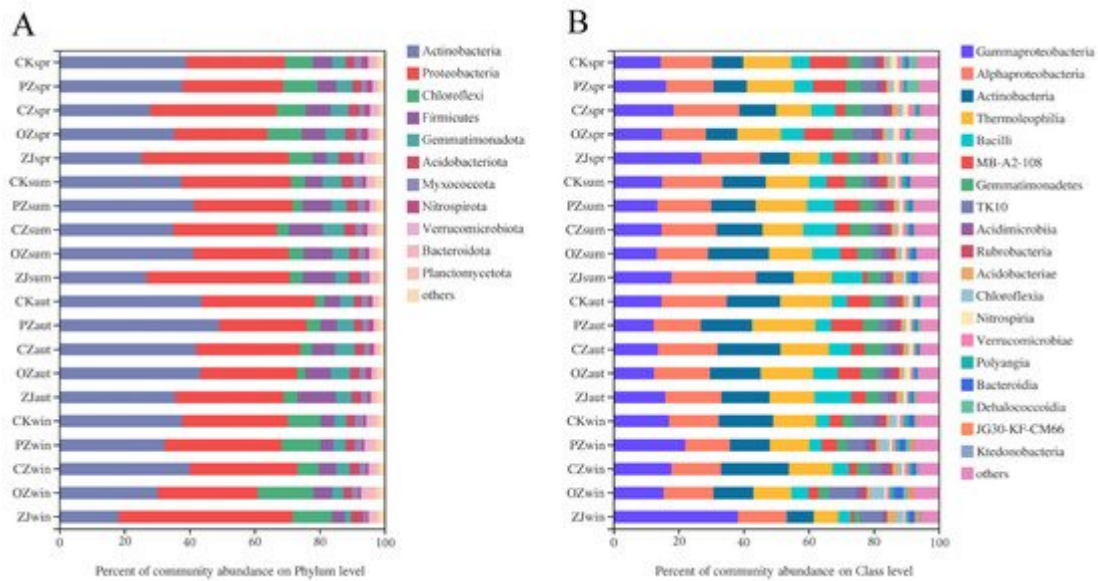 A
CKspr
PZspr
CZspr
OZspr
ZJspr
CKsum
PZsum
CZsum
OZsum
ZJsum
CKaut
PZaut
CZaut
OZaut
ZJaut
CKwin
PZwin
CZwin
OZwin
ZJwin
0 20 40 60 80 100
Percent of community abundance on Phylum level
Actinobacteria
Proteobacteria
Chloroflexi
Firmicutes
Gemmatimonadota
Acidobacteriota
Myxococcota
Nitrospirota
Verrucomicrobiota
Bacteroidota
Planctomycetota
others
B
CKspr
PZspr
CZspr
OZspr
ZJspr
CKsum
PZsum
CZsum
OZsum
ZJsum
CKaut
PZaut
CZaut
OZaut
ZJaut
CKwin
PZwin
CZwin
OZwin
ZJwin
0 20 40 60 80 100
Percent of community abundance on Class level
Gammaproteobacteria
Alphaproteobacteria
Actinobacteria
Thermoleophilia
Bacilli
MB-A2-108
Gemmatimonadetes
TK10
Acidimicrobiia
Rubrobacteria
Acidobacteriae
Chloroflexia
Nitrospiria
Verrucomicrobiae
Polyangia
Bacteroidia
Dehalococcoidia
JG30-KF-CM66
Ktedonobacteria
others